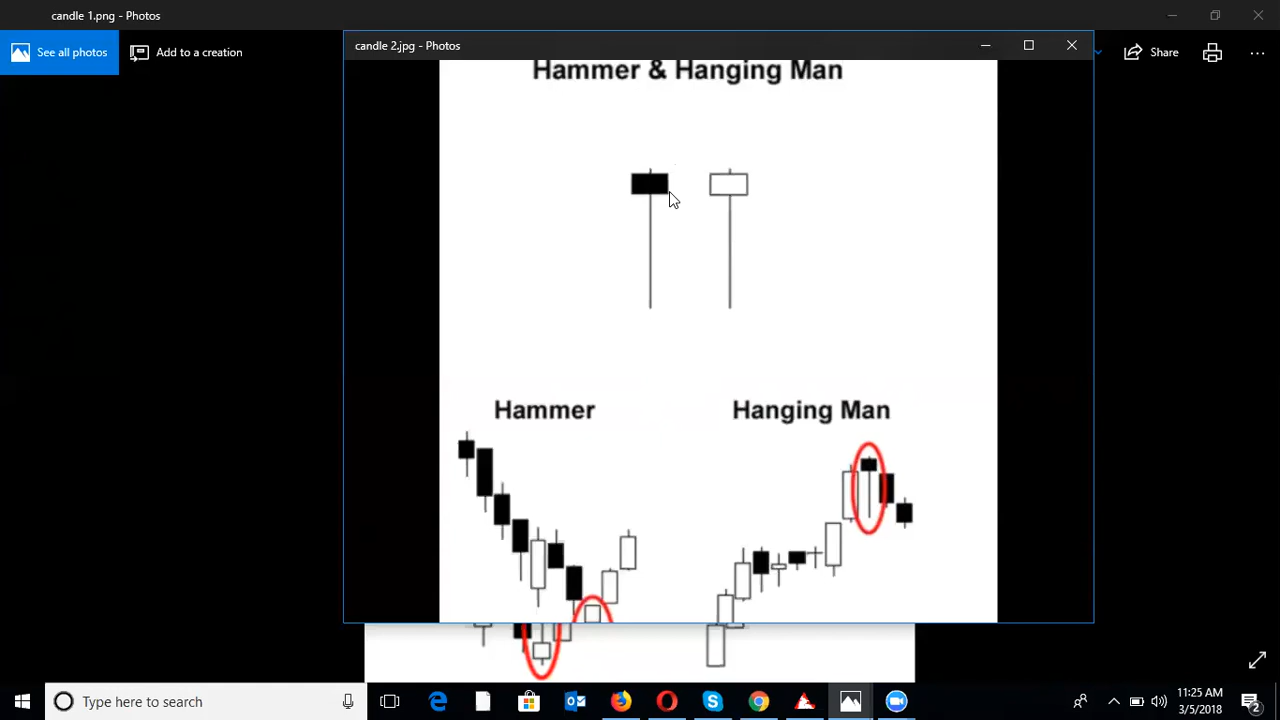 candle 1.png - Photos
See all photos
Add to a creation
Share
candle 2.jpg - Photos
Hammer & Hanging Man
Hammer
Hanging Man
Type here to search
11:25 AM
3/5/2018
2